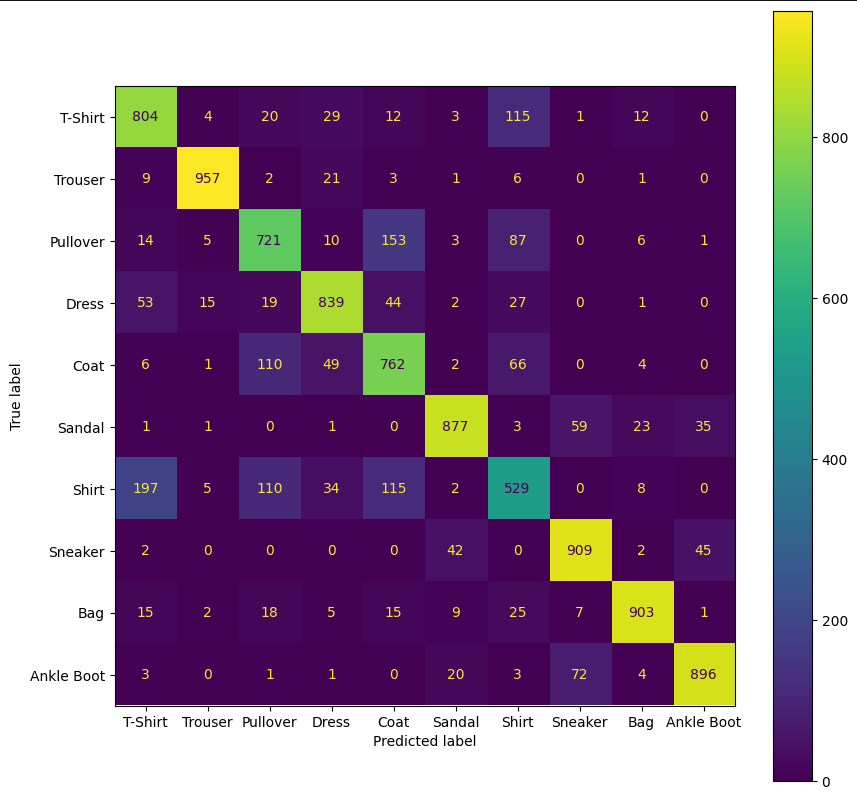 T-Shirt 804 4 20 29 12 3 115 1 12 0
Trouser 9 957 2 21 3 1 6 0 1 0
Pullover 14 5 721 10 153 3 87 0 6 1
Dress 53 15 19 839 44 2 27 0 1 0
Coat 6 1 110 49 762 2 66 0 4 0
Sandal 1 1 0 1 0 877 3 59 23 35
Shirt 197 5 110 34 115 2 529 0 8 0
Sneaker 2 0 0 0 0 42 0 909 2 45
Bag 15 2 18 5 15 9 25 7 903 1
Ankle Boot 3 0 1 1 0 20 3 72 4 896
T-Shirt Trouser Pullover Dress Coat Sandal Shirt Sneaker Bag Ankle Boot
Predicted label
True label
800
600
400
200
0